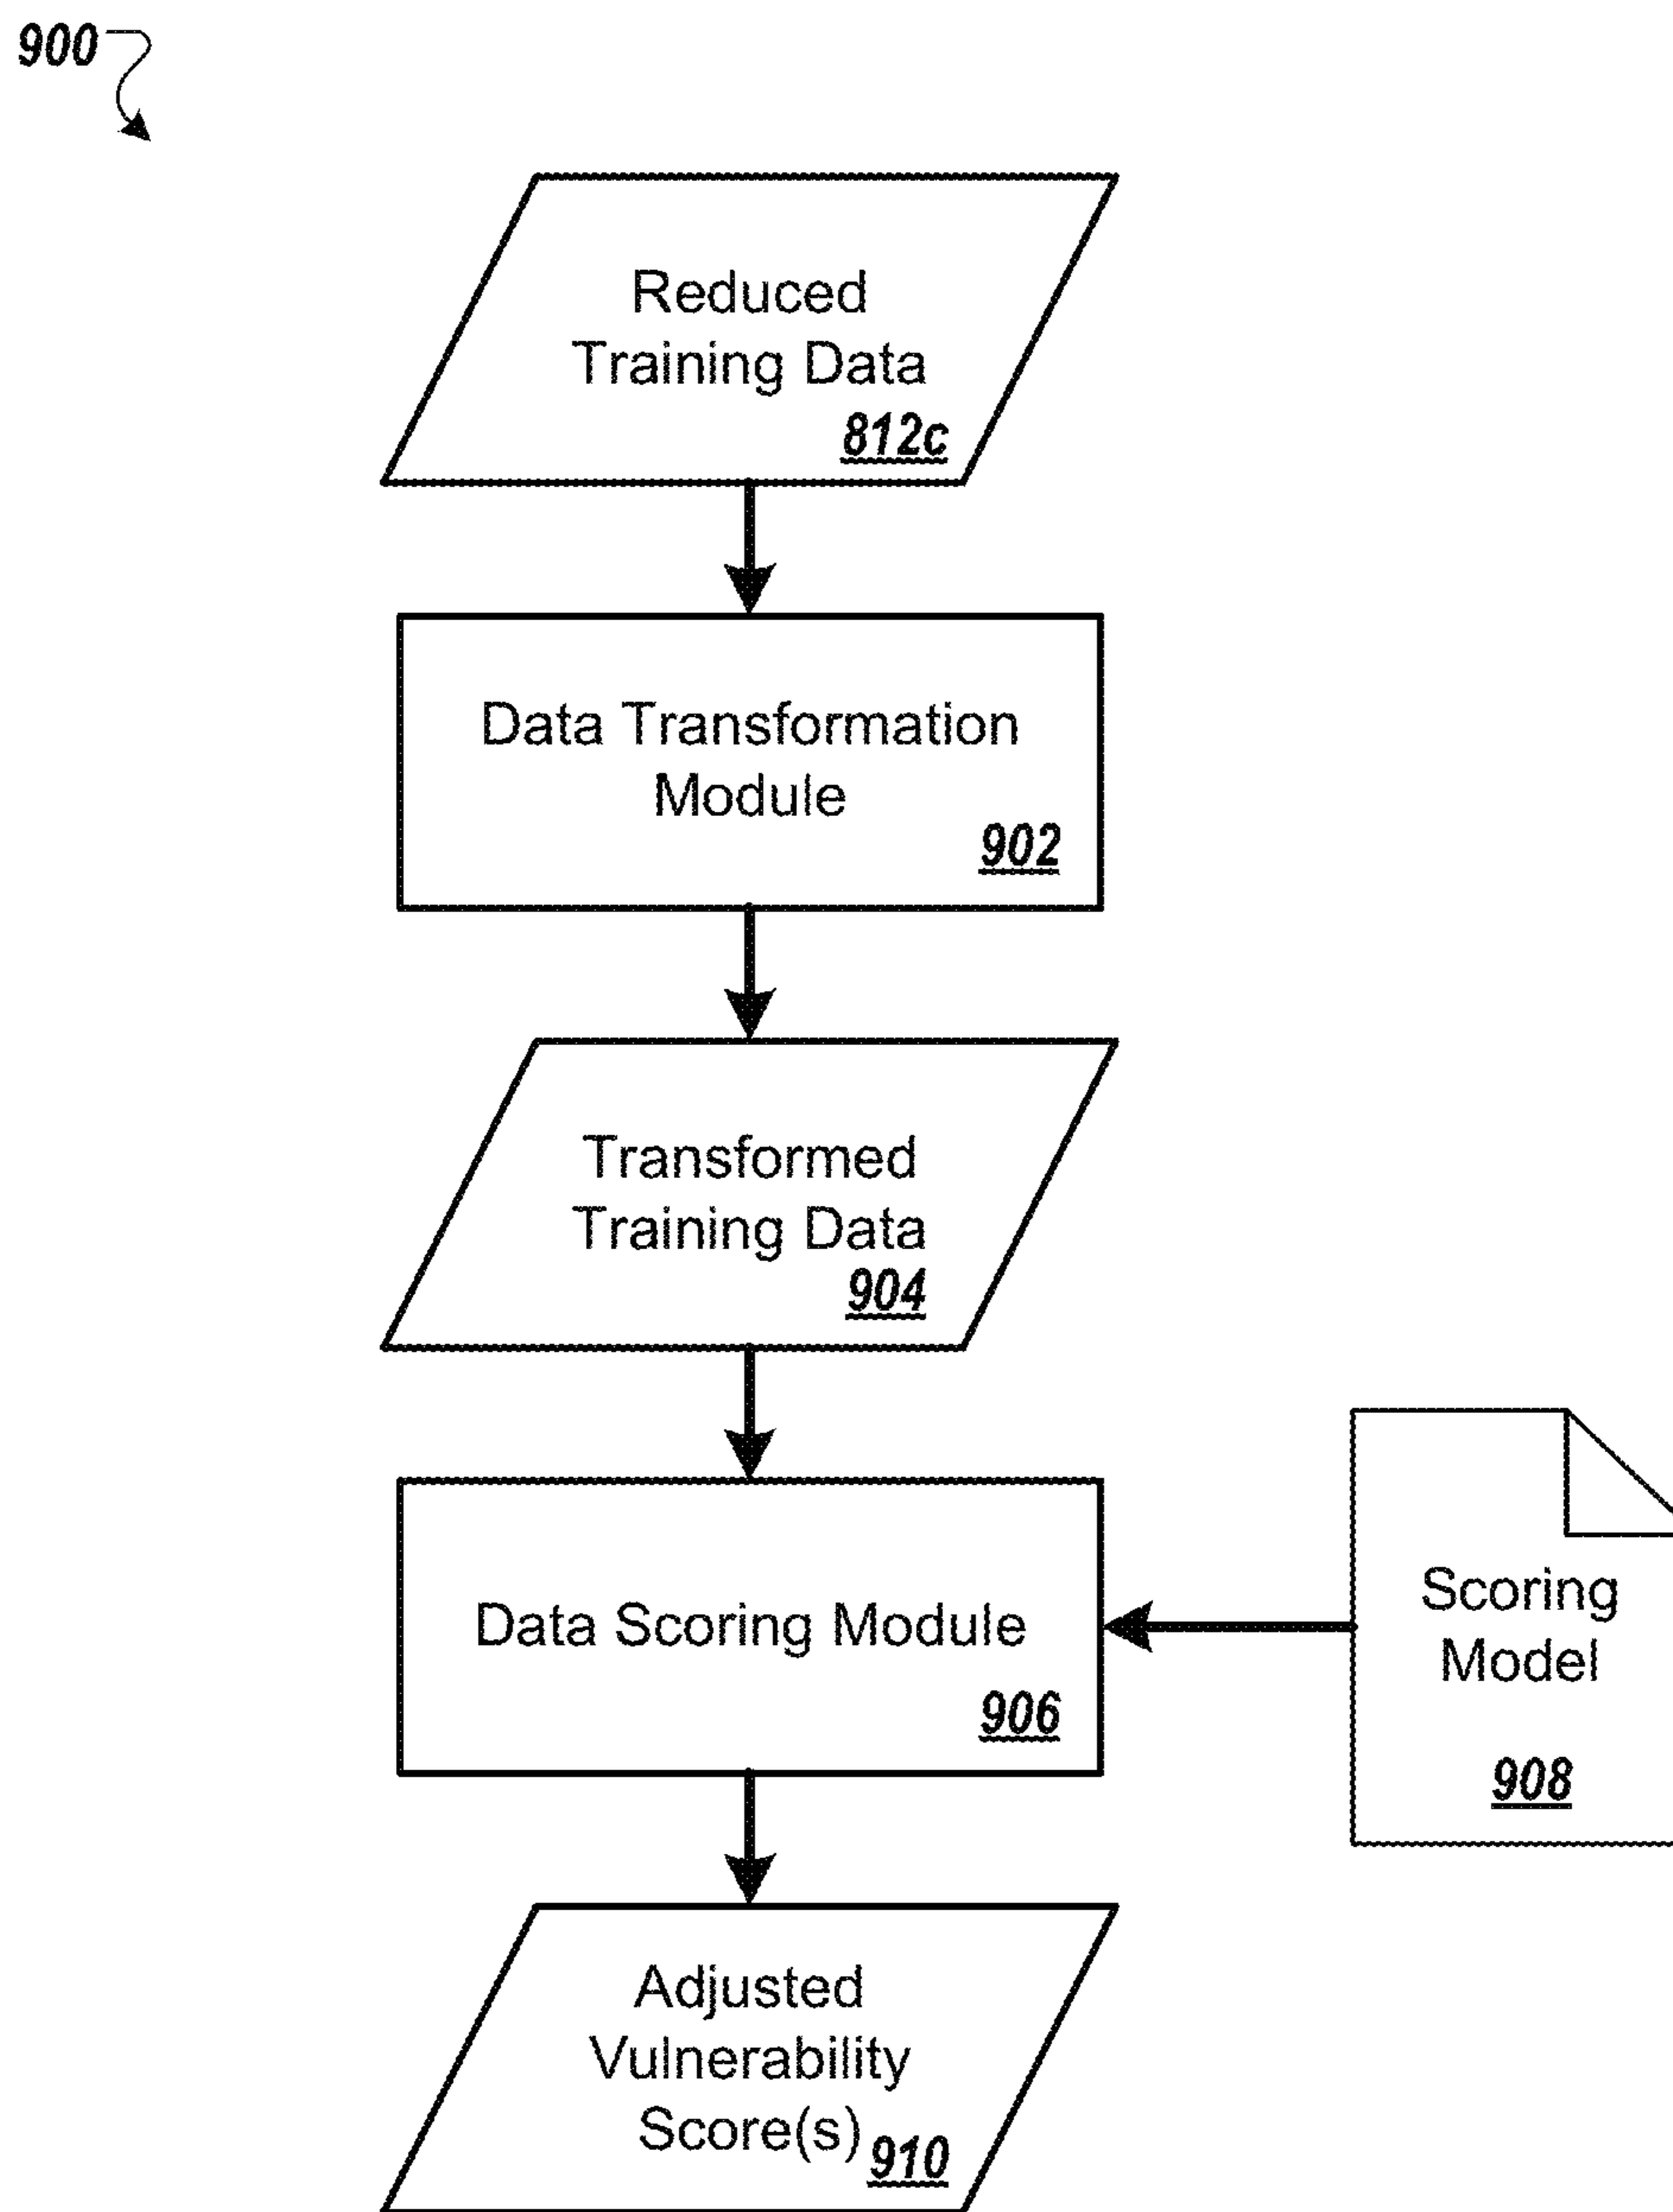 900
Reduced
Training Data
812c
Data Transformation
Module
902
Transformed
Training Data
904
Data Scoring Module
906
Scoring
Model
908
Adjusted
Vulnerability
Score(s)
910